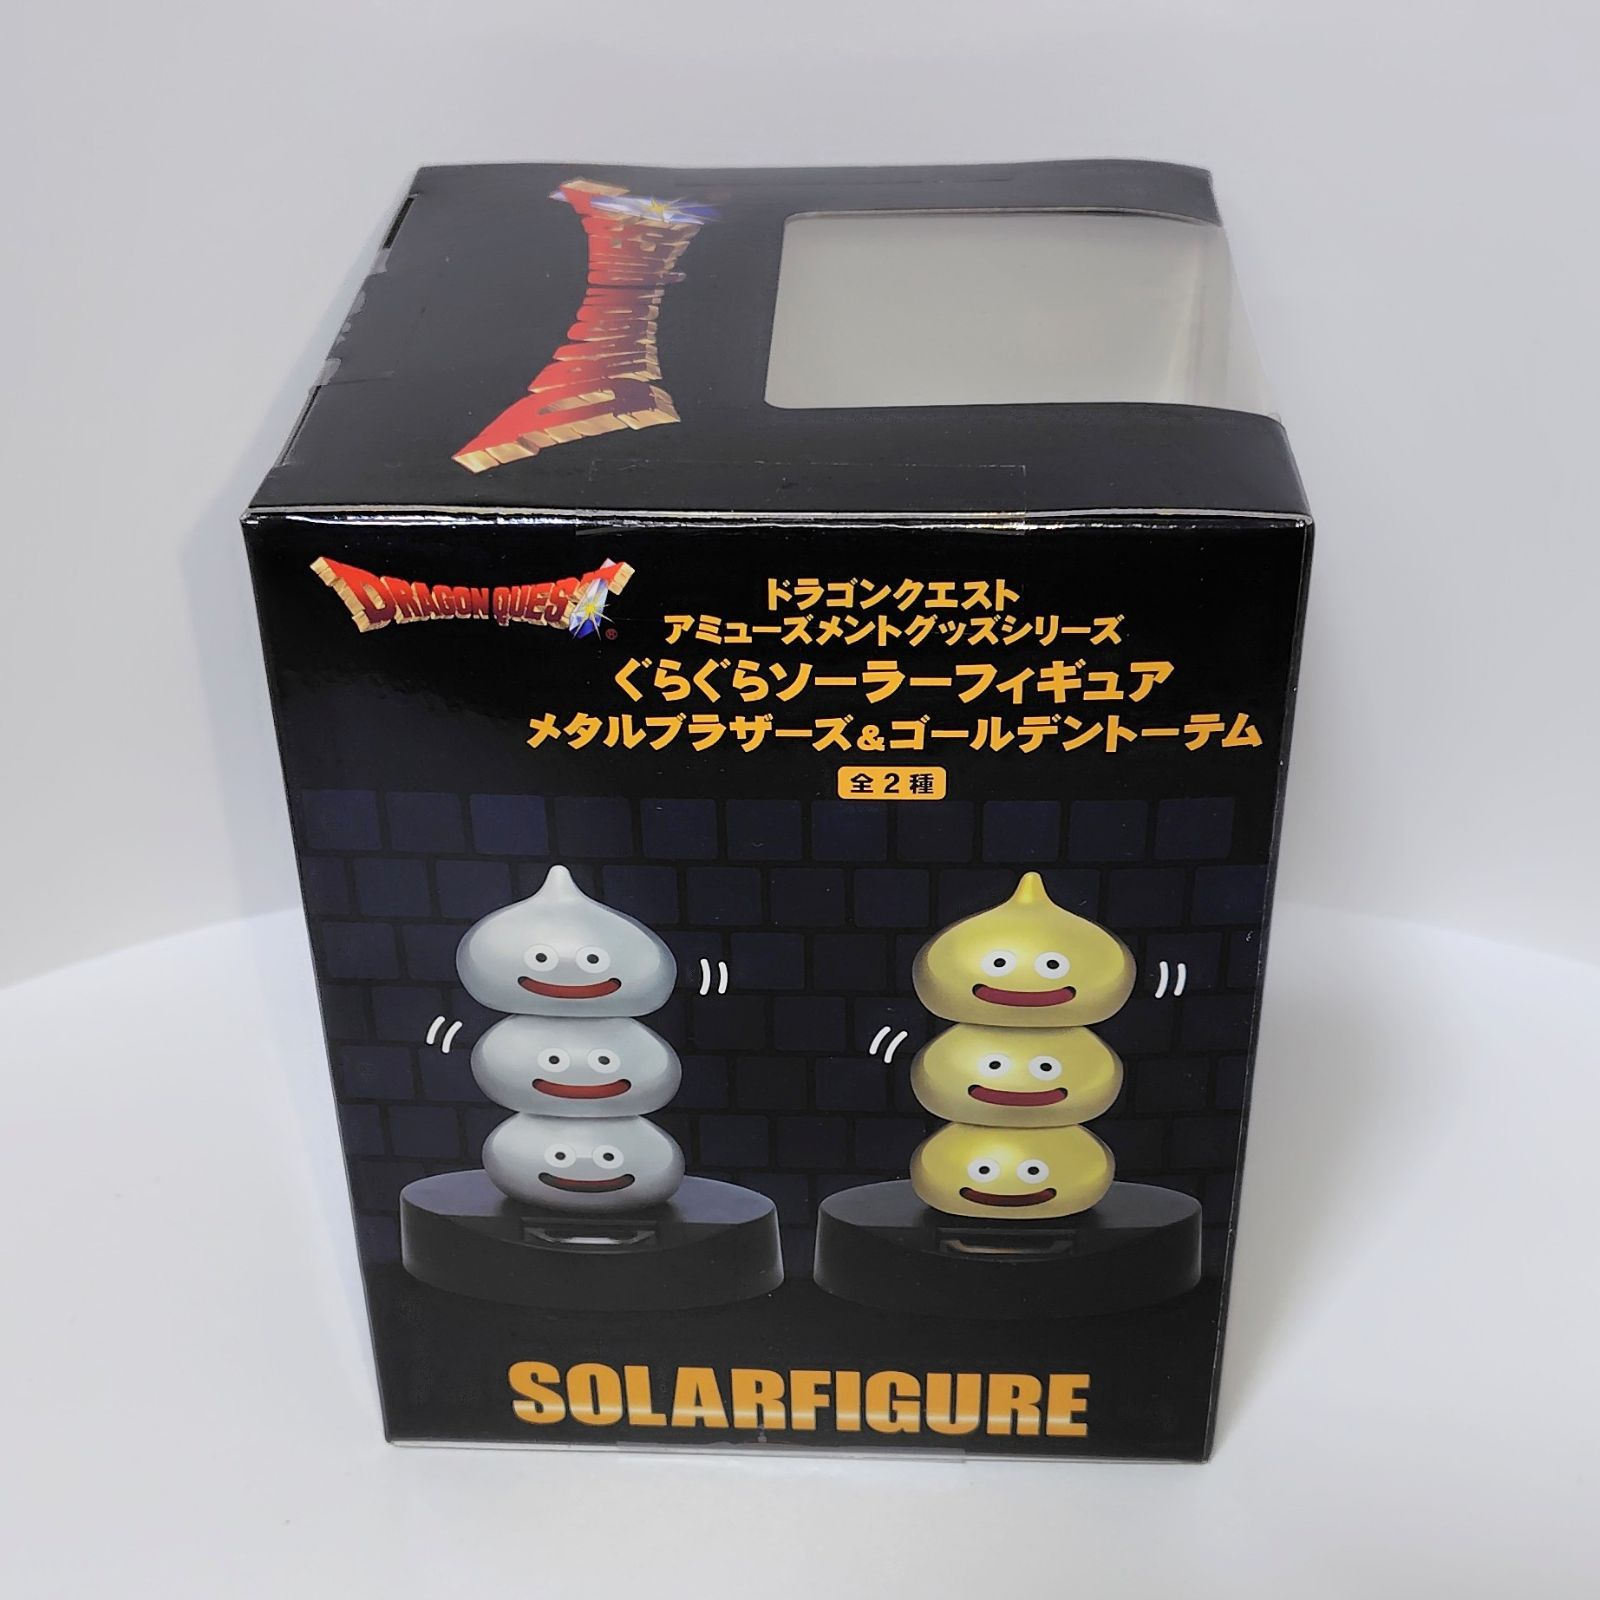 DRAGON QUEST
DRAGON QUEST®
ドラゴンクエスト
アミューズメントグッズシリーズ
ぐらぐらソーラーフィギュア
メタルブラザーズ&ゴールデントーテム
全2種
SOLARFIGURE